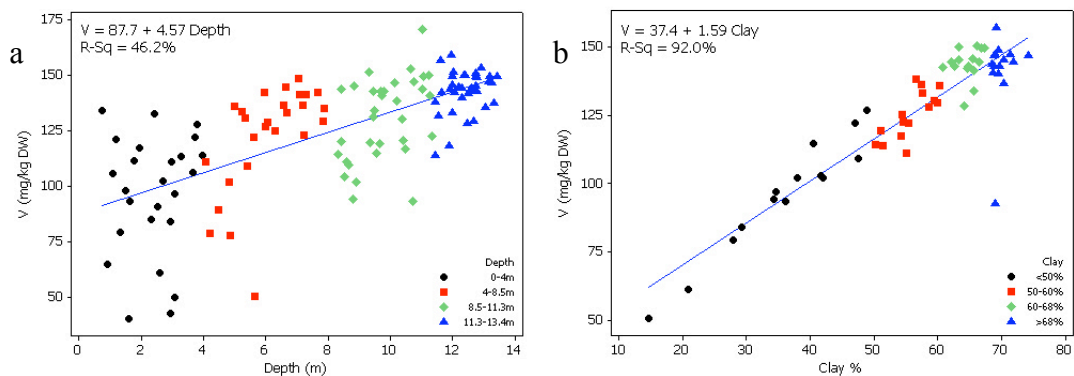 a
V = 87.7 + 4.57 Depth
R-Sq = 46.2%
V (mg/kg DW)
175
150
125
100
75
50
0
2
4
6
8
10
12
14
Depth (m)
Depth
0-4m
4-8.5m
8.5-11.3m
11.3-13.4m
b
V = 37.4 + 1.59 Clay
R-Sq = 92.0%
V (mg/kg DW)
150
125
100
75
50
10
20
30
40
50
60
70
80
Clay %
Clay
<50%
50-60%
60-68%
>68%